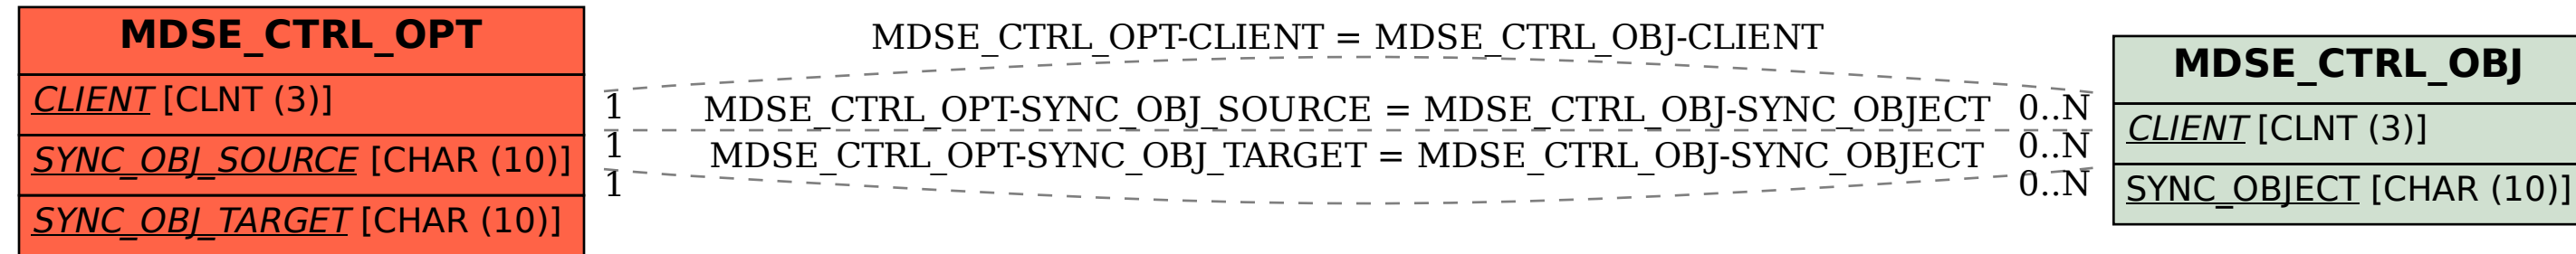 MDSE_CTRL_OPT
CLIENT [CLNT (3)]
SYNC_OBJ_SOURCE [CHAR (10)]
SYNC_OBJ_TARGET [CHAR (10)]
MDSE_CTRL_OPT-CLIENT = MDSE_CTRL_OBJ-CLIENT
1 MDSE_CTRL_OPT-SYNC_OBJ_SOURCE = MDSE_CTRL_OBJ-SYNC_OBJECT 0..N
1 MDSE_CTRL_OPT-SYNC_OBJ_TARGET = MDSE_CTRL_OBJ-SYNC_OBJECT 0..N
1 0..N
MDSE_CTRL_OBJ
CLIENT [CLNT (3)]
SYNC_OBJECT [CHAR (10)]